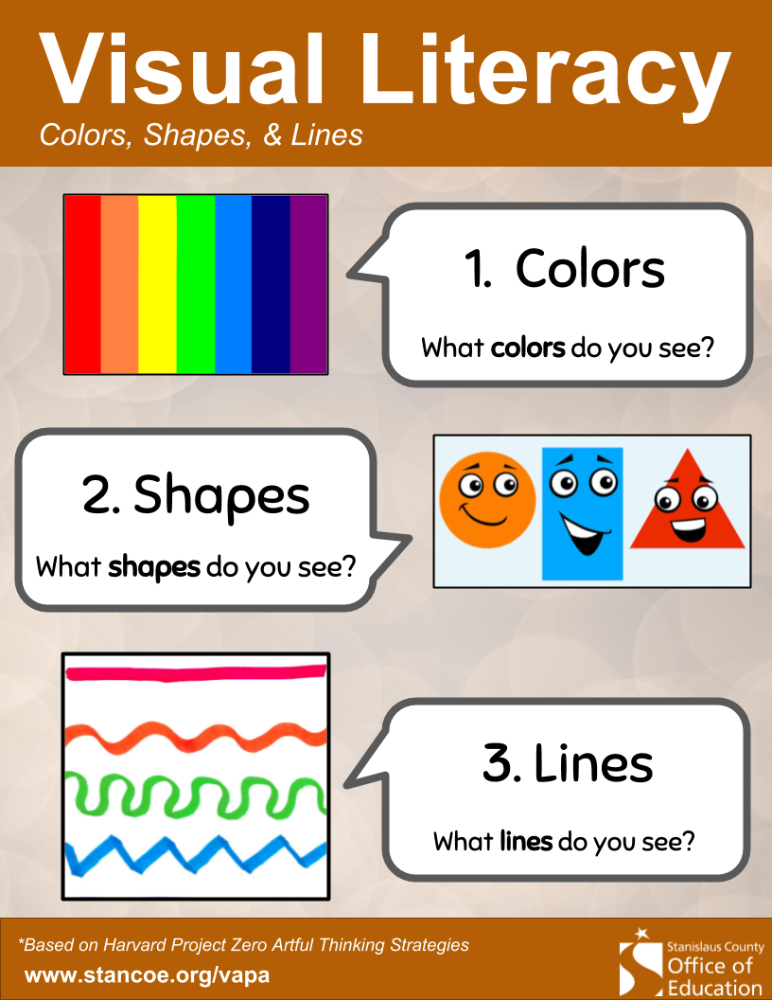 Visual Literacy
Colors, Shapes, & Lines
1. Colors
What colors do you see?
2. Shapes
What shapes do you see?
3. Lines
What lines do you see?
*Based on Harvard Project Zero Artful Thinking Strategies
www.stancoe.org/vapa
Stanislaus County
Office of
Education